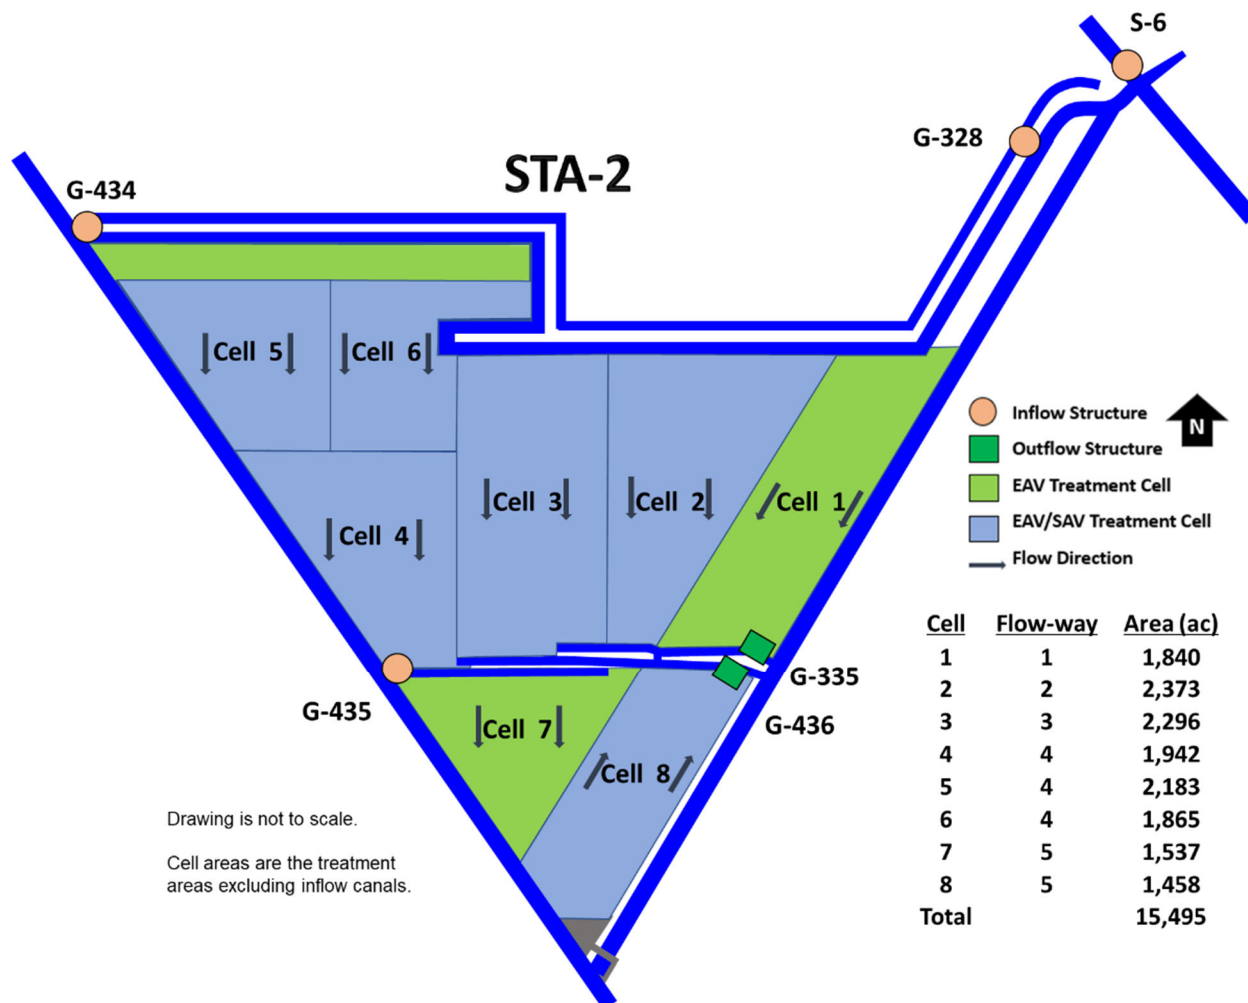 S-6
G-328
STA-2
G-434
Cell 5
Cell 6
Cell 3
Cell 2
Cell 1
Cell 4
G-335
G-435
G-436
Cell 7
Cell 8
Inflow Structure
N
Outflow Structure
EAV Treatment Cell
EAV/SAV Treatment Cell
Flow Direction
Cell Flow-way Area (ac)
1 1 1,840
2 2 2,373
3 3 2,296
4 4 1,942
5 4 2,183
6 4 1,865
7 5 1,537
8 5 1,458
Total 15,495
Drawing is not to scale.
Cell areas are the treatment
areas excluding inflow canals.